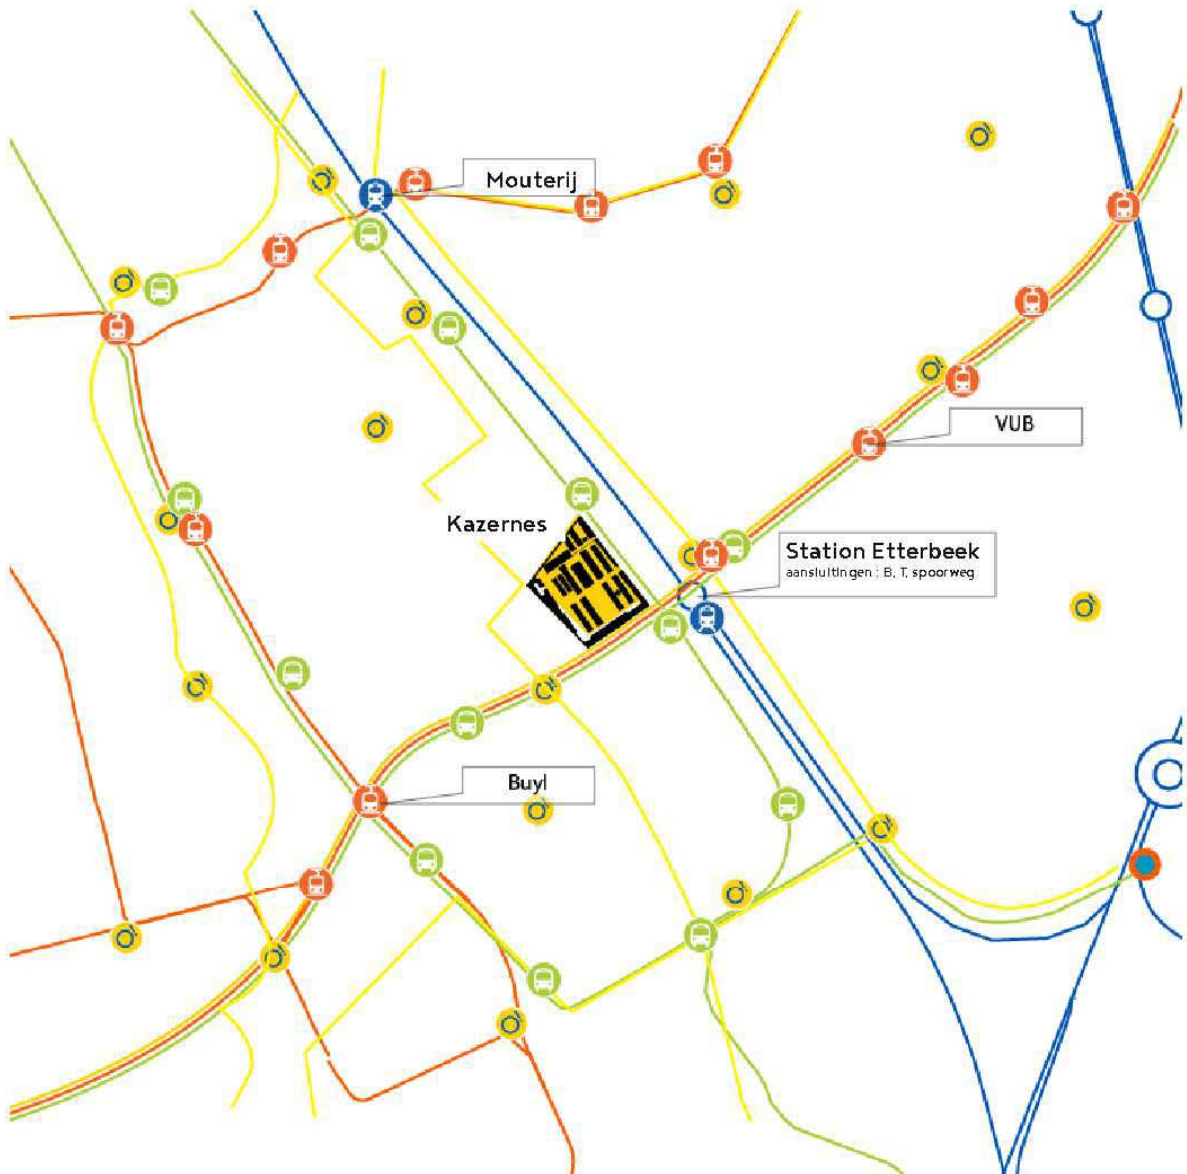 Mouterij
VUB
Kazernes
Station Etterbeek
aansluitingen : B, T, spoorweg
Buyl